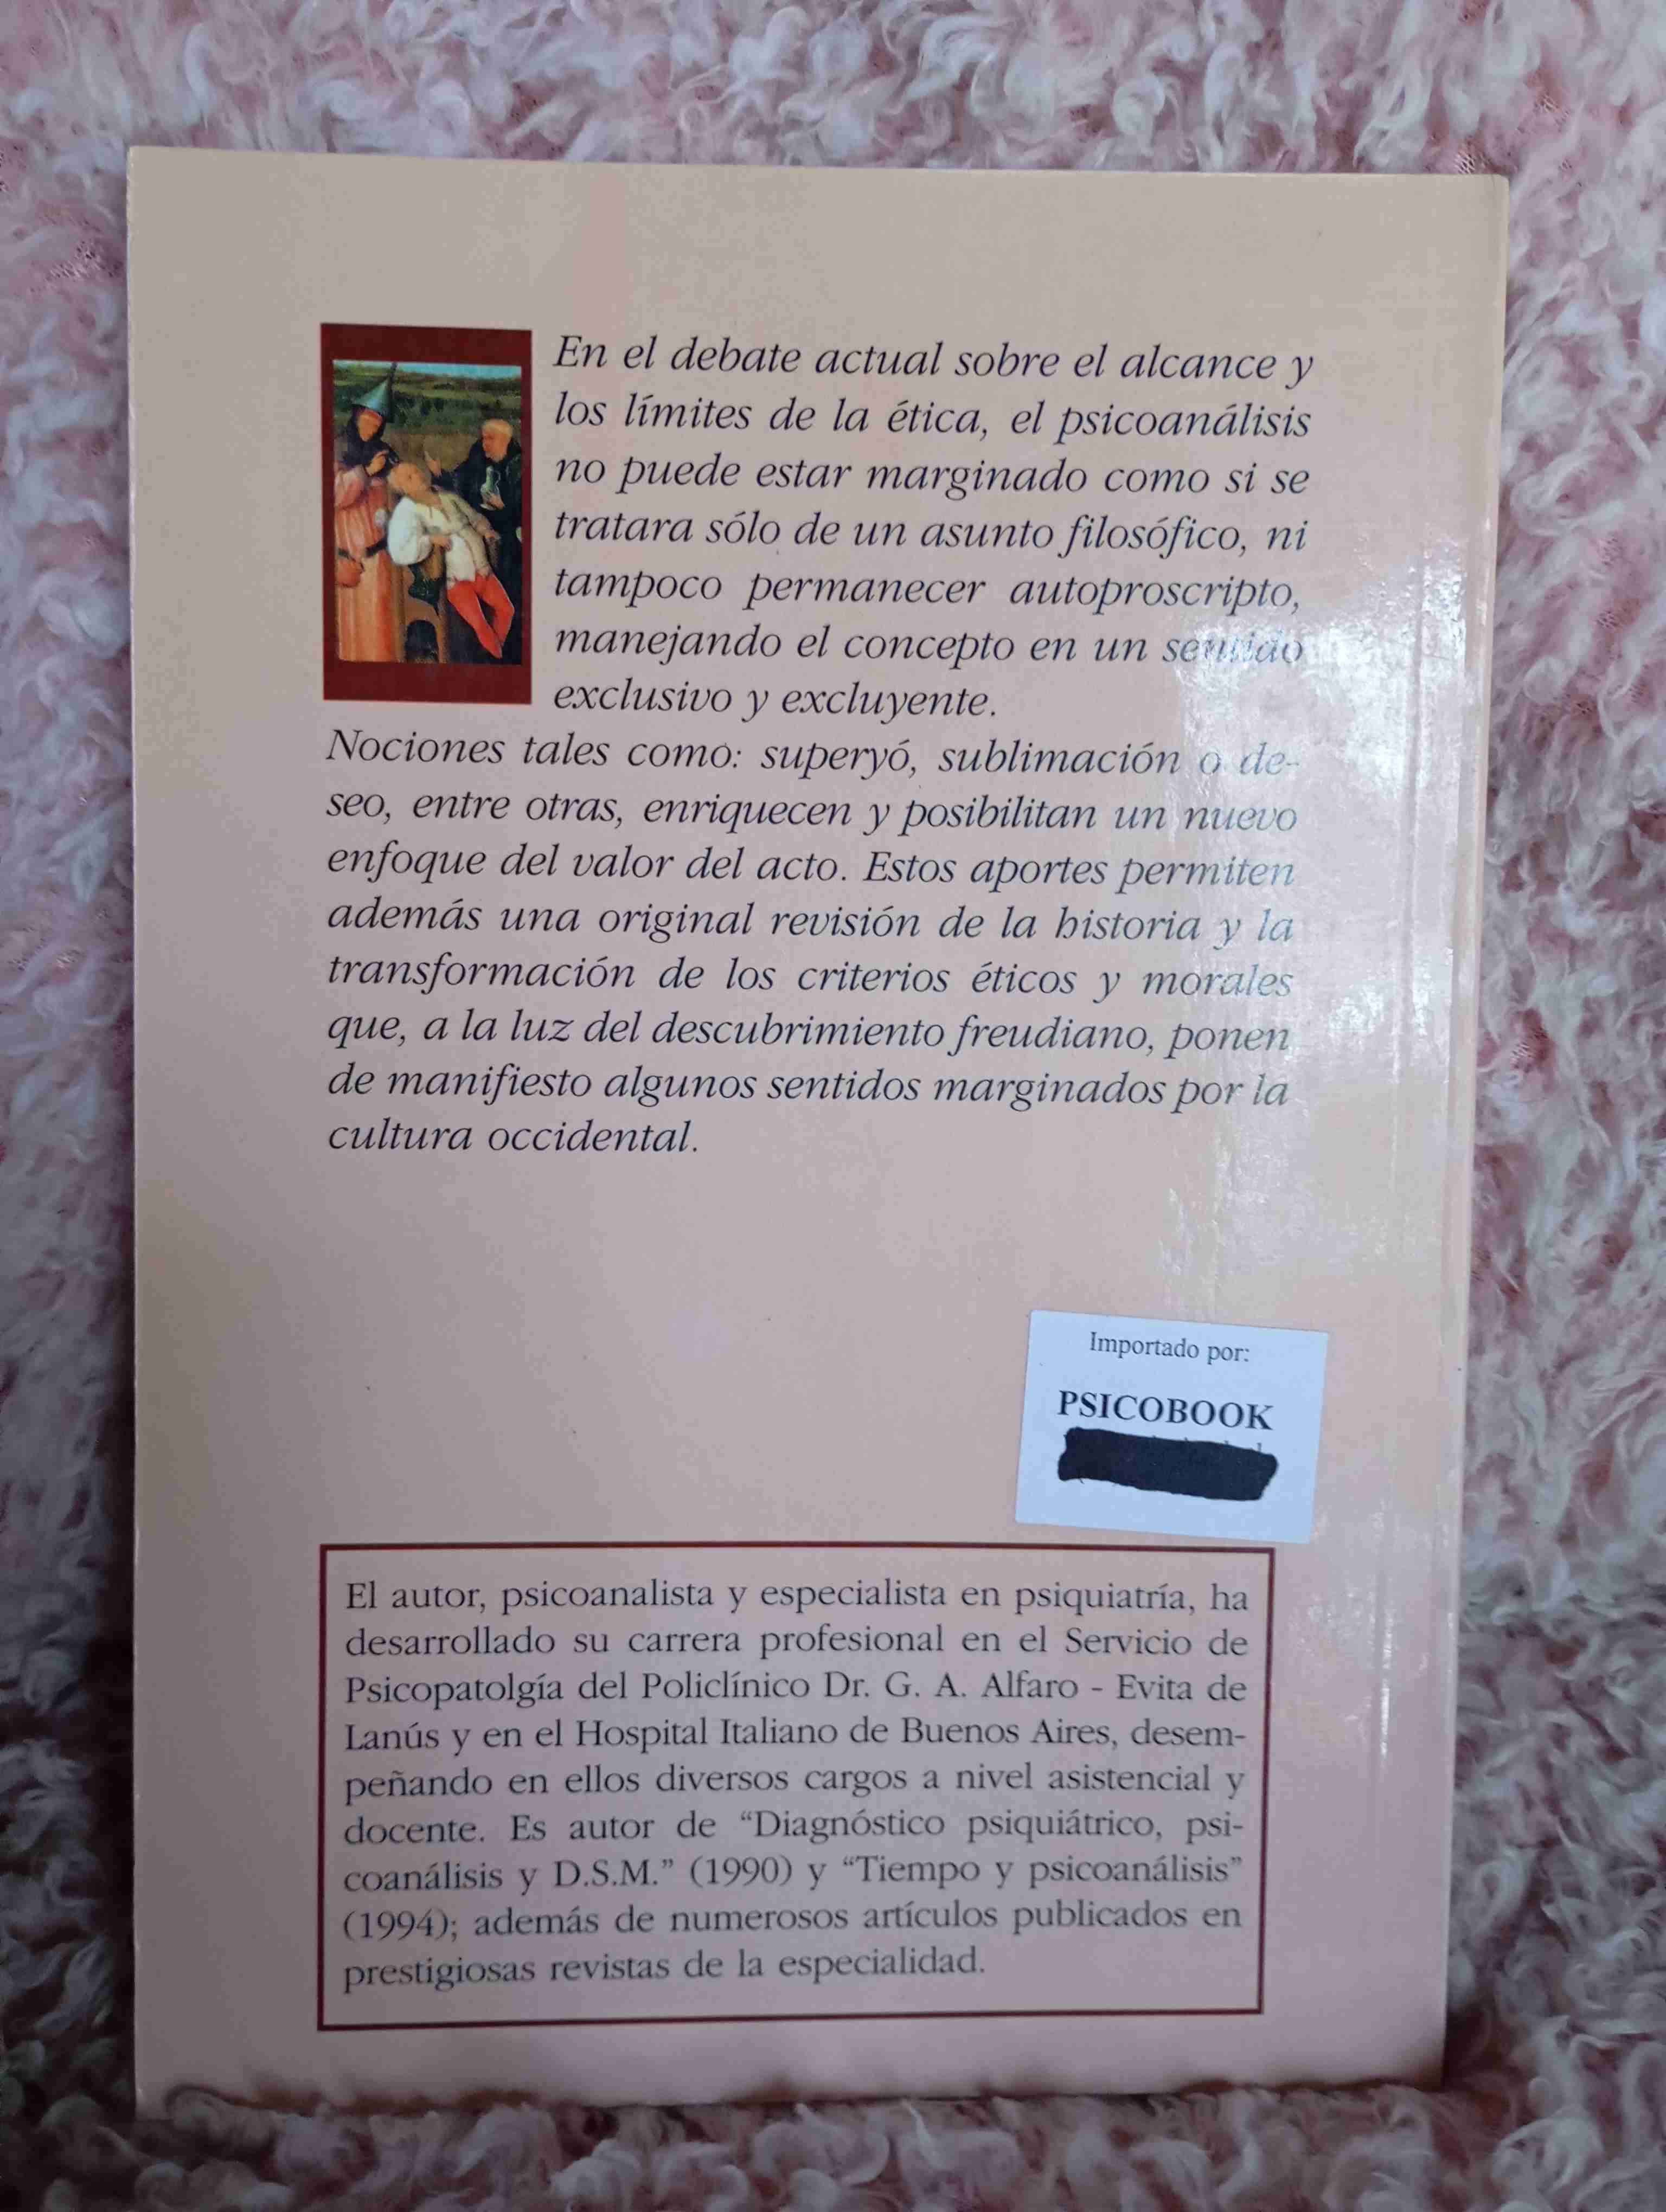 En el debate actual sobre el alcance y
los límites de la ética, el psicoanálisis
no puede estar marginado como si se
tratara sólo de un asunto filosófico, ni
tampoco permanecer autoproscripto,
manejando el concepto en un sentido
exclusivo y excluyente.
Nociones tales como: superyó, sublimación o de-
seo, entre otras, enriquecen y posibilitan un nuevo
enfoque del valor del acto. Estos aportes permiten
además una original revisión de la historia y la
transformación de los criterios éticos y morales
que, a la luz del descubrimiento freudiano, ponen
de manifiesto algunos sentidos marginados por la
cultura occidental.
Importado por:
PSICOBOOK
El autor, psicoanalista y especialista en psiquiatría, ha
desarrollado su carrera profesional en el Servicio de
Psicopatolgía del Policlínico Dr. G. A. Alfaro - Evita de
Lanús y en el Hospital Italiano de Buenos Aires, desem-
peñando en ellos diversos cargos a nivel asistencial y
docente. Es autor de “Diagnóstico psiquiátrico, psi-
coanálisis y D.S.M.” (1990) y “Tiempo y psicoanálisis”
(1994); además de numerosos artículos publicados en
prestigiosas revistas de la especialidad.